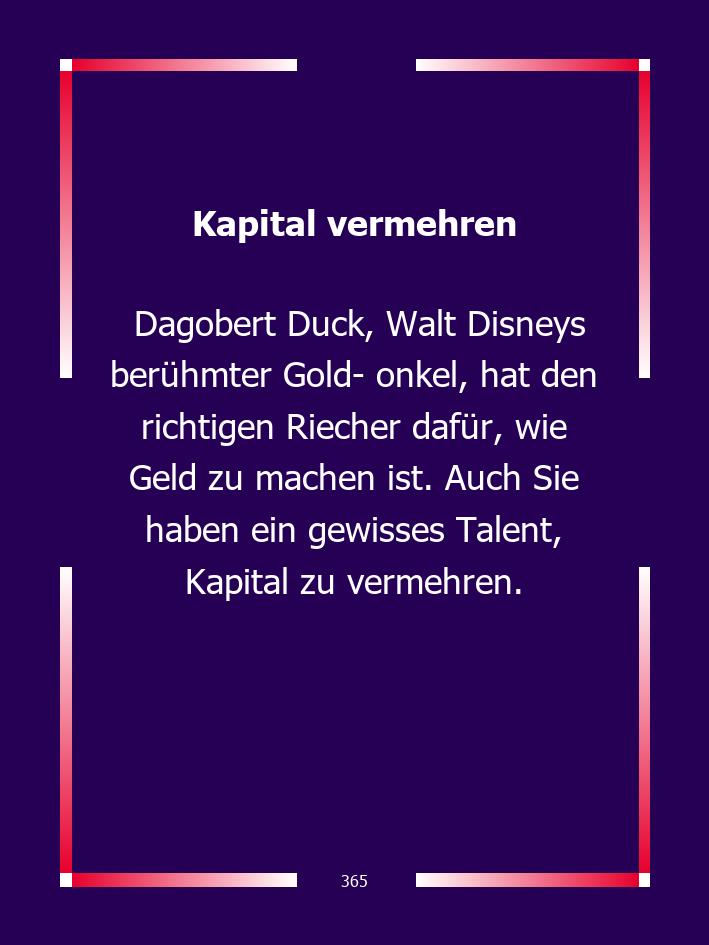 Kapital vermehren
Dagobert Duck, Walt Disneys
berühmter Gold- onkel, hat den
richtigen Riecher dafür, wie
Geld zu machen ist. Auch Sie
haben ein gewisses Talent,
Kapital zu vermehren.
365